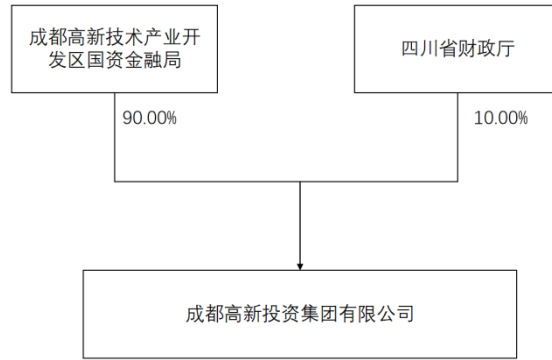 成都高新技术产业开
发区国资金融局
四川省财政厅
90.00%
10.00%
成都高新投资集团有限公司